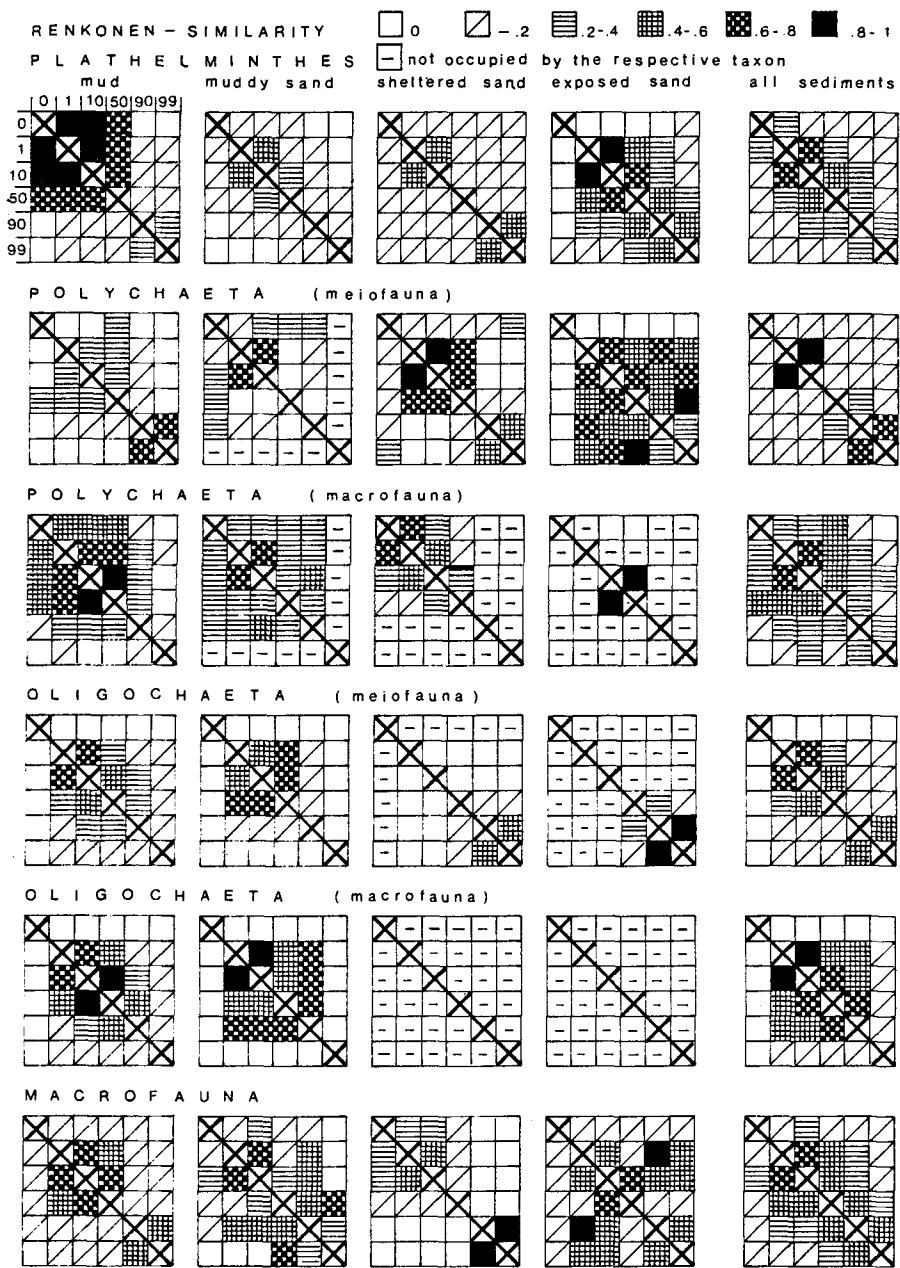 RENKONEN - SIMILARITY 0 -.2 .2-.4 .4-.6 .6-.8 .8-1
PLATHELMINTHES - not occupied by the respective taxon
mud muddy sand sheltered sand exposed sand all sediments
0 1 10 50 90 99
0
1
10
50
90
99
POLYCHAETA (meiofauna)
POLYCHAETA (macrofauna)
OLIGOCHAETA (meiofauna)
OLIGOCHAETA (macrofauna)
MACROFAUNA